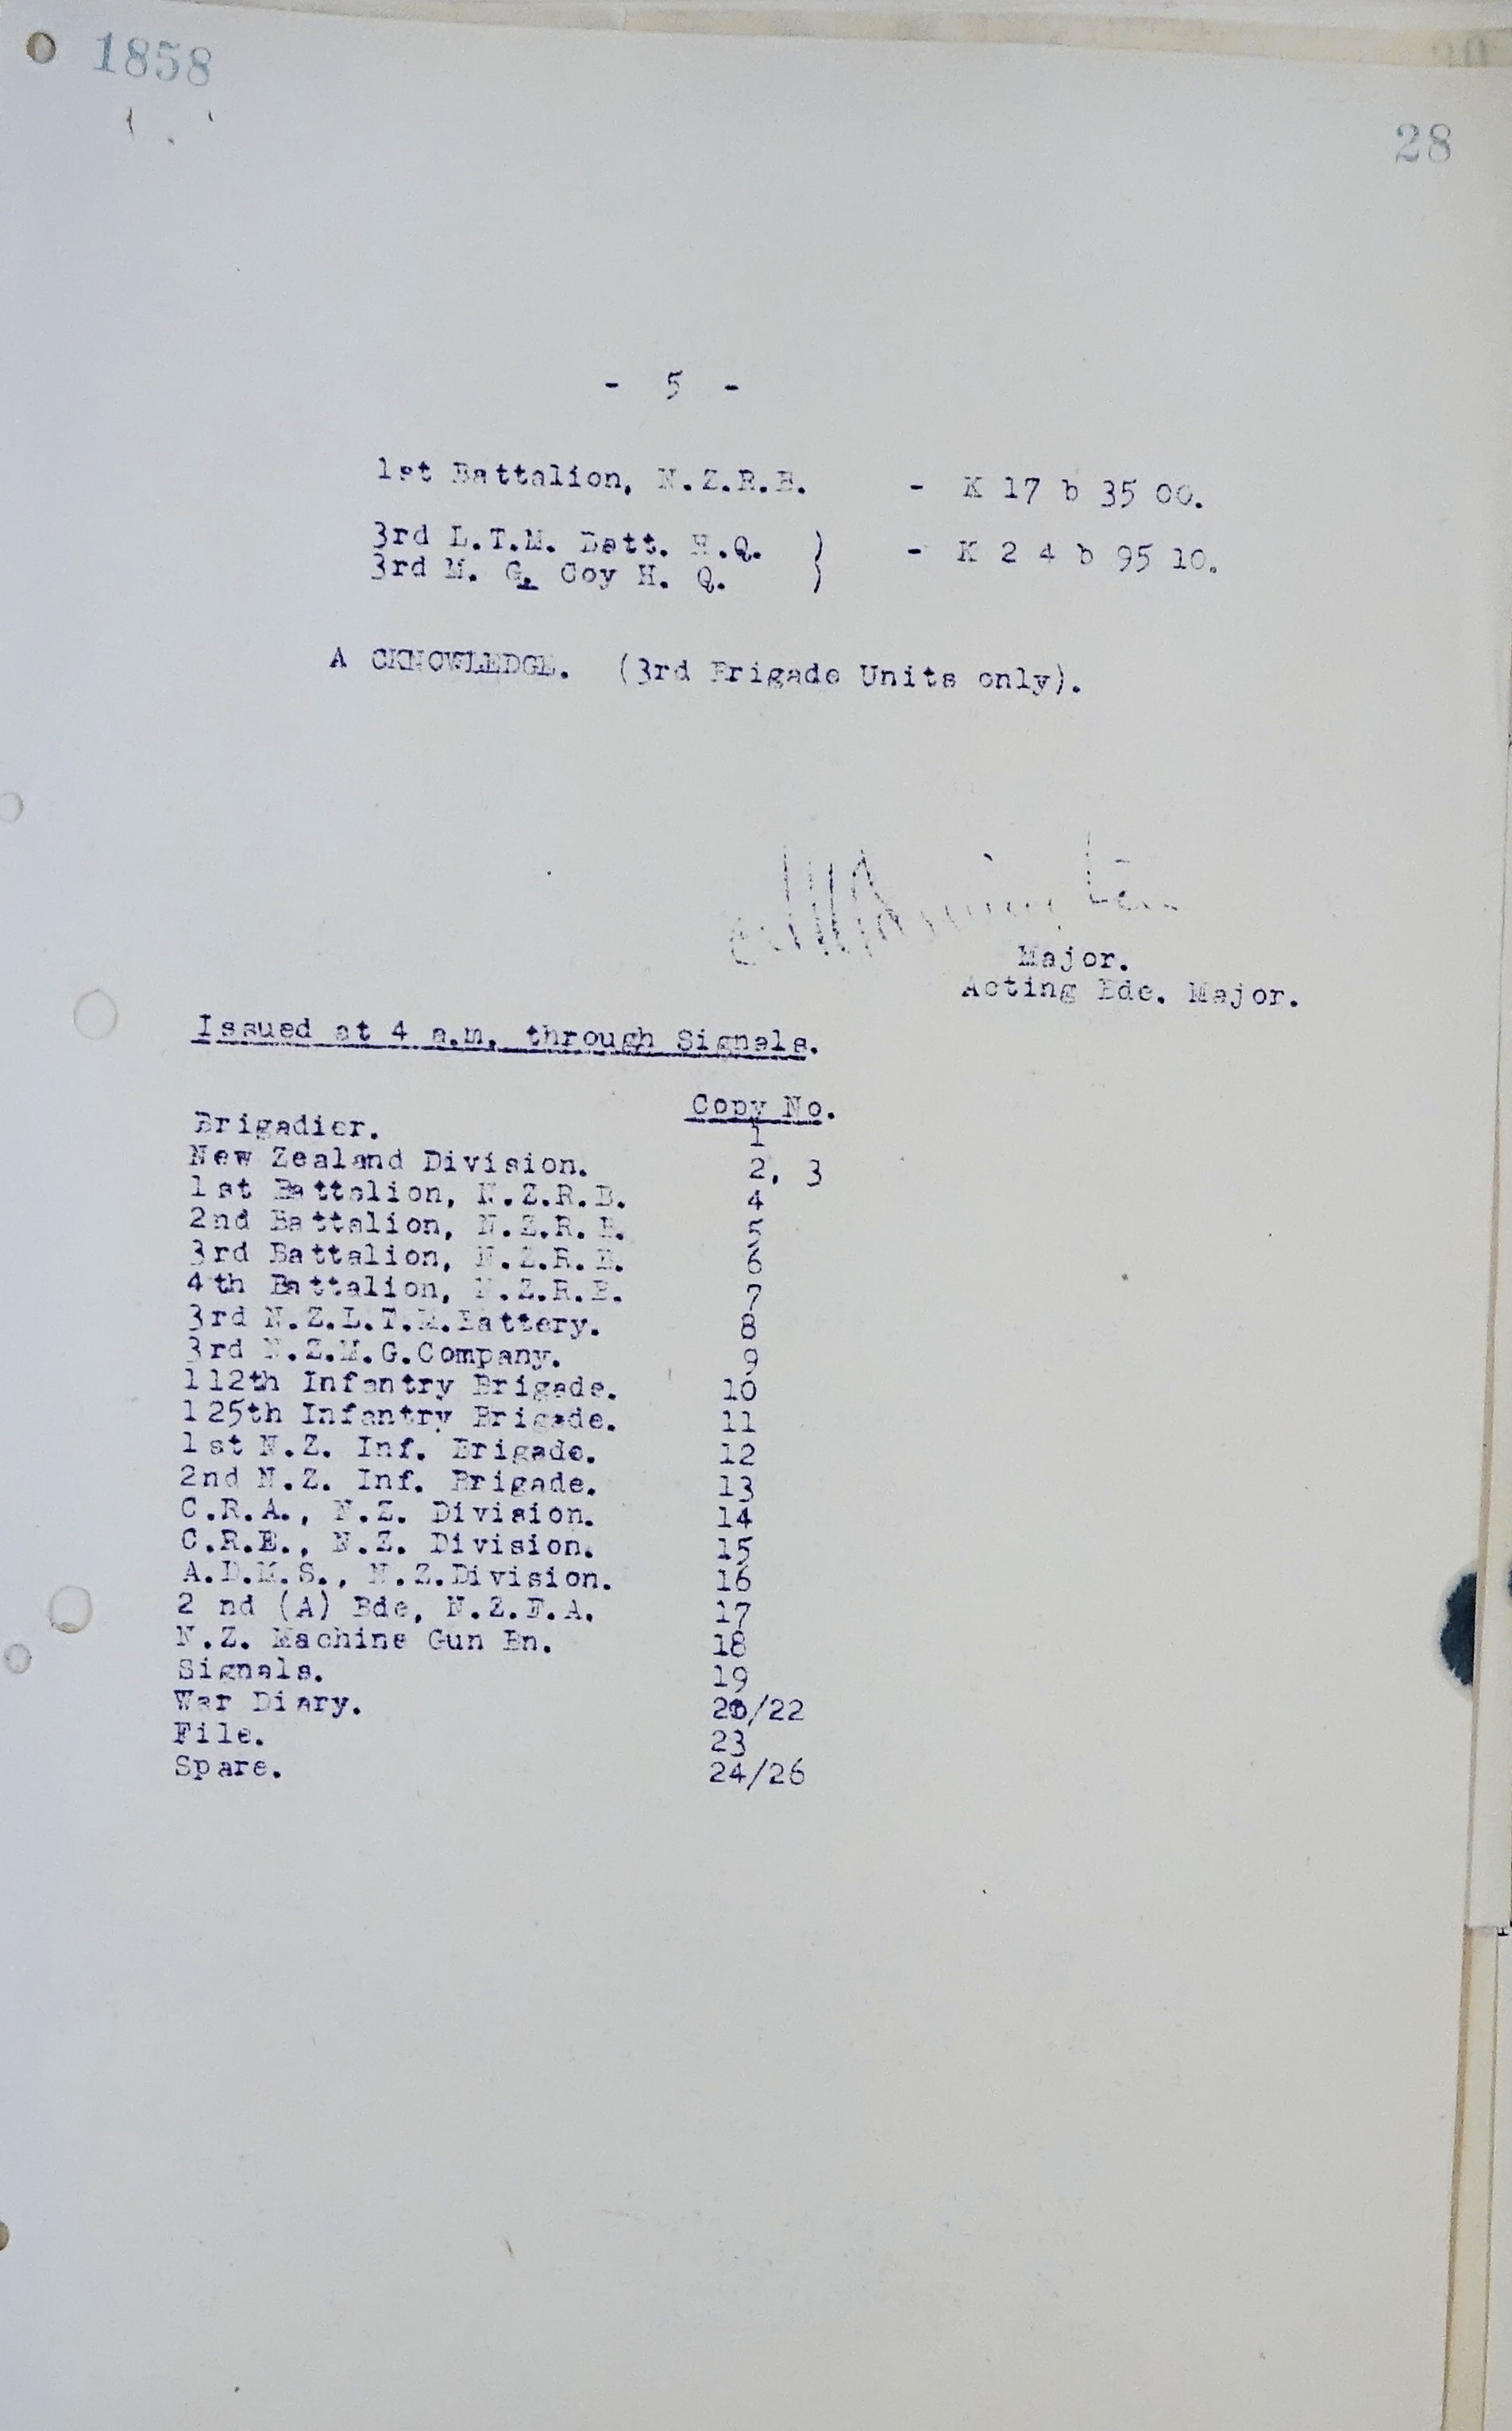 1858
28
- 5 -
1st Battalion, N.Z.R.B. - K 17 b 35 00.
3rd L.T.M. Batt. H.Q. } - K 2 4 b 95 10.
3rd M. G. Coy H. Q. }
A CKNOWLEDGE. (3rd Brigade Units only).
Major.
Acting Bde. Major.
Issued at 4 a.m. through Signals.
Copy No.
Brigadier. 1
New Zealand Division. 2, 3
1st Battalion, N.Z.R.B. 4
2nd Battalion, N.Z.R.B. 5
3rd Battalion, N.Z.R.B. 6
4th Battalion, N.Z.R.B. 7
3rd N.Z.L.T.M.Battery. 8
3rd N.Z.M.G.Company. 9
112th Infantry Brigade. 10
125th Infantry Brigade. 11
1st N.Z. Inf. Brigade. 12
2nd N.Z. Inf. Brigade. 13
C.R.A., N.Z. Division. 14
C.R.E., N.Z. Division. 15
A.D.M.S., N.Z.Division. 16
2 nd (A) Bde, N.Z.F.A. 17
N.Z. Machine Gun Bn. 18
Signals. 19
War Diary. 20/22
File. 23
Spare. 24/26